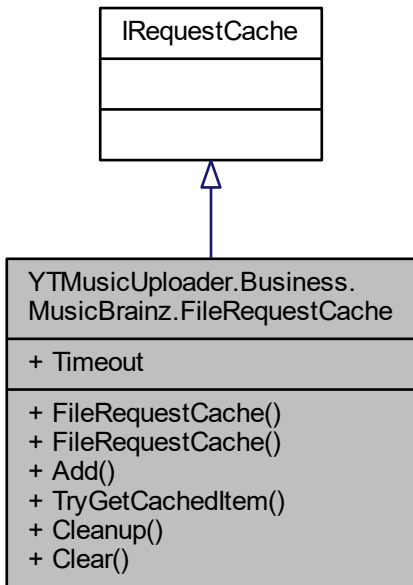 IRequestCache
YTMusicUploader.Business.
MusicBrainz.FileRequestCache
+ Timeout
+ FileRequestCache()
+ FileRequestCache()
+ Add()
+ TryGetCachedItem()
+ Cleanup()
+ Clear()